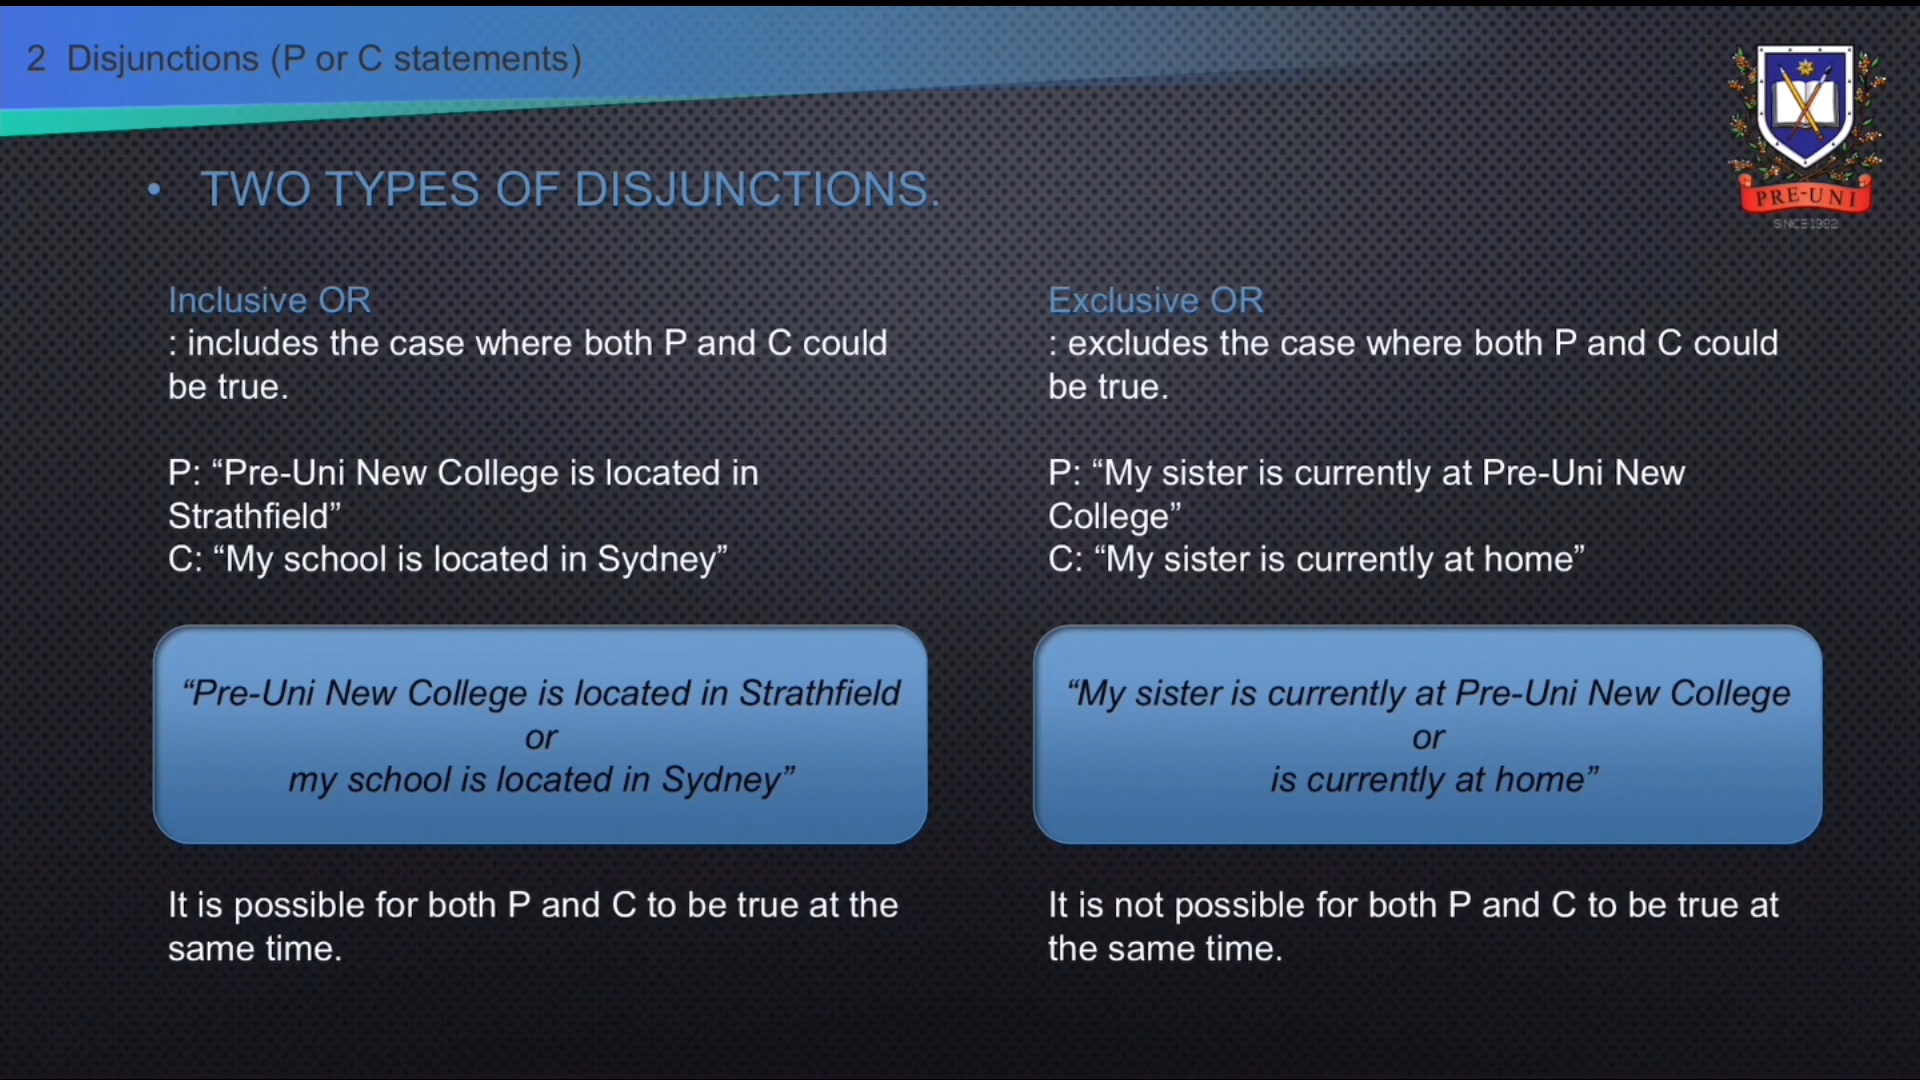 2 Disjunctions (P or C statements)
PRE-UNI
SINCE 1992
• TWO TYPES OF DISJUNCTIONS.
Inclusive OR
: includes the case where both P and C could
be true.
P: “Pre-Uni New College is located in
Strathfield”
C: “My school is located in Sydney”
“Pre-Uni New College is located in Strathfield
or
my school is located in Sydney”
It is possible for both P and C to be true at the
same time.
Exclusive OR
: excludes the case where both P and C could
be true.
P: “My sister is currently at Pre-Uni New
College”
C: “My sister is currently at home”
“My sister is currently at Pre-Uni New College
or
is currently at home”
It is not possible for both P and C to be true at
the same time.